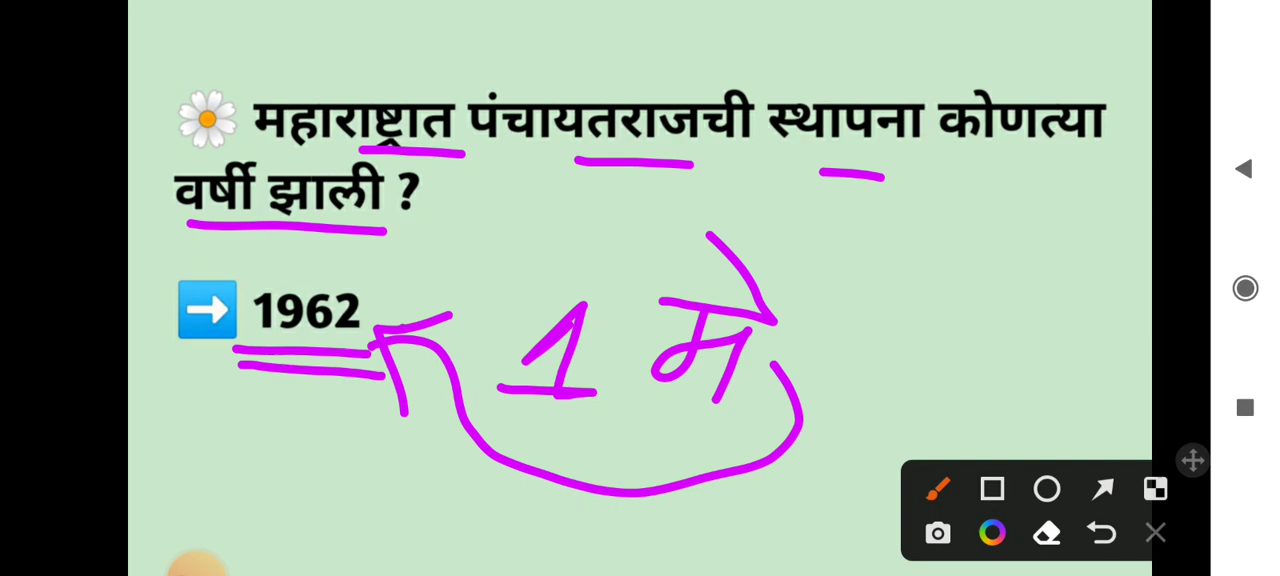 महाराष्ट्रात पंचायतराजची स्थापना कोणत्या
वर्षी झाली ?
1962
1 मे